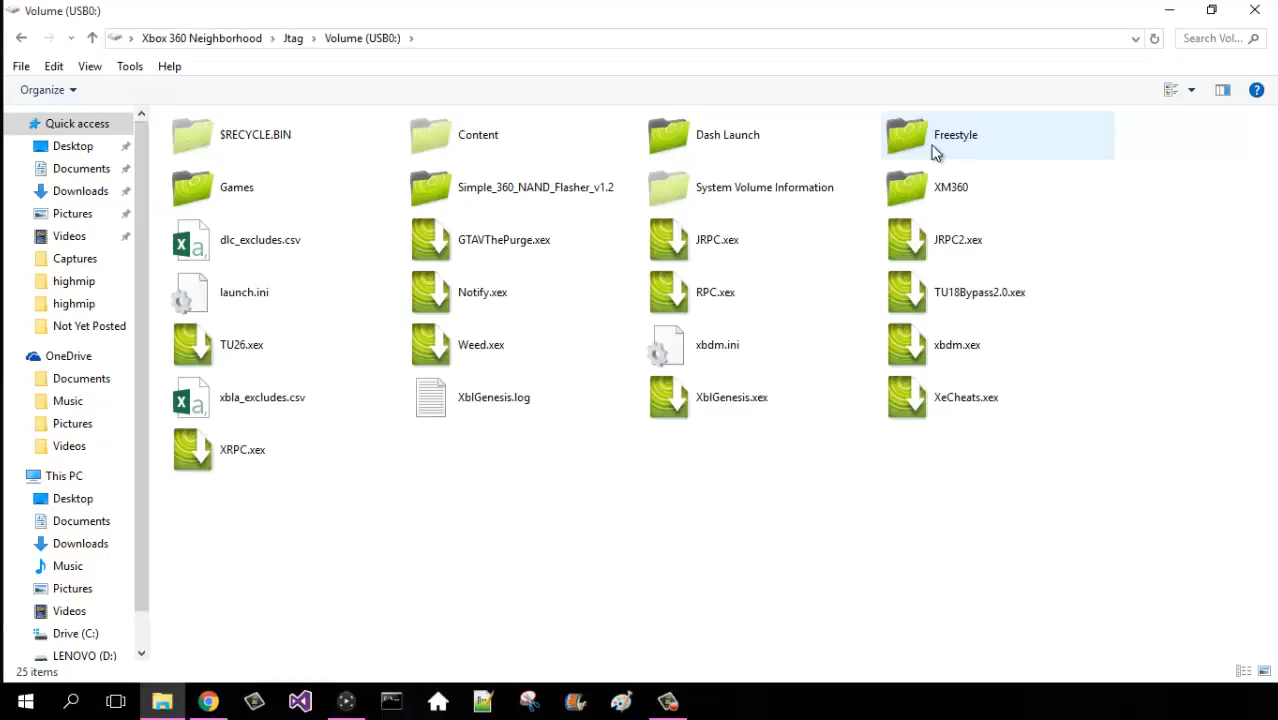 Volume (USB0:)
Xbox 360 Neighborhood > Jtag > Volume (USB0:) >
Search Vol...
File Edit View Tools Help
Organize
Quick access
Desktop
Documents
Downloads
Pictures
Videos
Captures
highmip
highmip
Not Yet Posted
OneDrive
Documents
Music
Pictures
Videos
This PC
Desktop
Documents
Downloads
Music
Pictures
Videos
Drive (C:)
LENOVO (D:)
$RECYCLE.BIN
Content
Dash Launch
Freestyle
Games
Simple_360_NAND_Flasher_v1.2
System Volume Information
XM360
dlc_excludes.csv
GTAVThePurge.xex
JRPC.xex
JRPC2.xex
launch.ini
Notify.xex
RPC.xex
TU18Bypass2.0.xex
TU26.xex
Weed.xex
xbdm.ini
xbdm.xex
xbla_excludes.csv
XblGenesis.log
XblGenesis.xex
XeCheats.xex
XRPC.xex
25 items